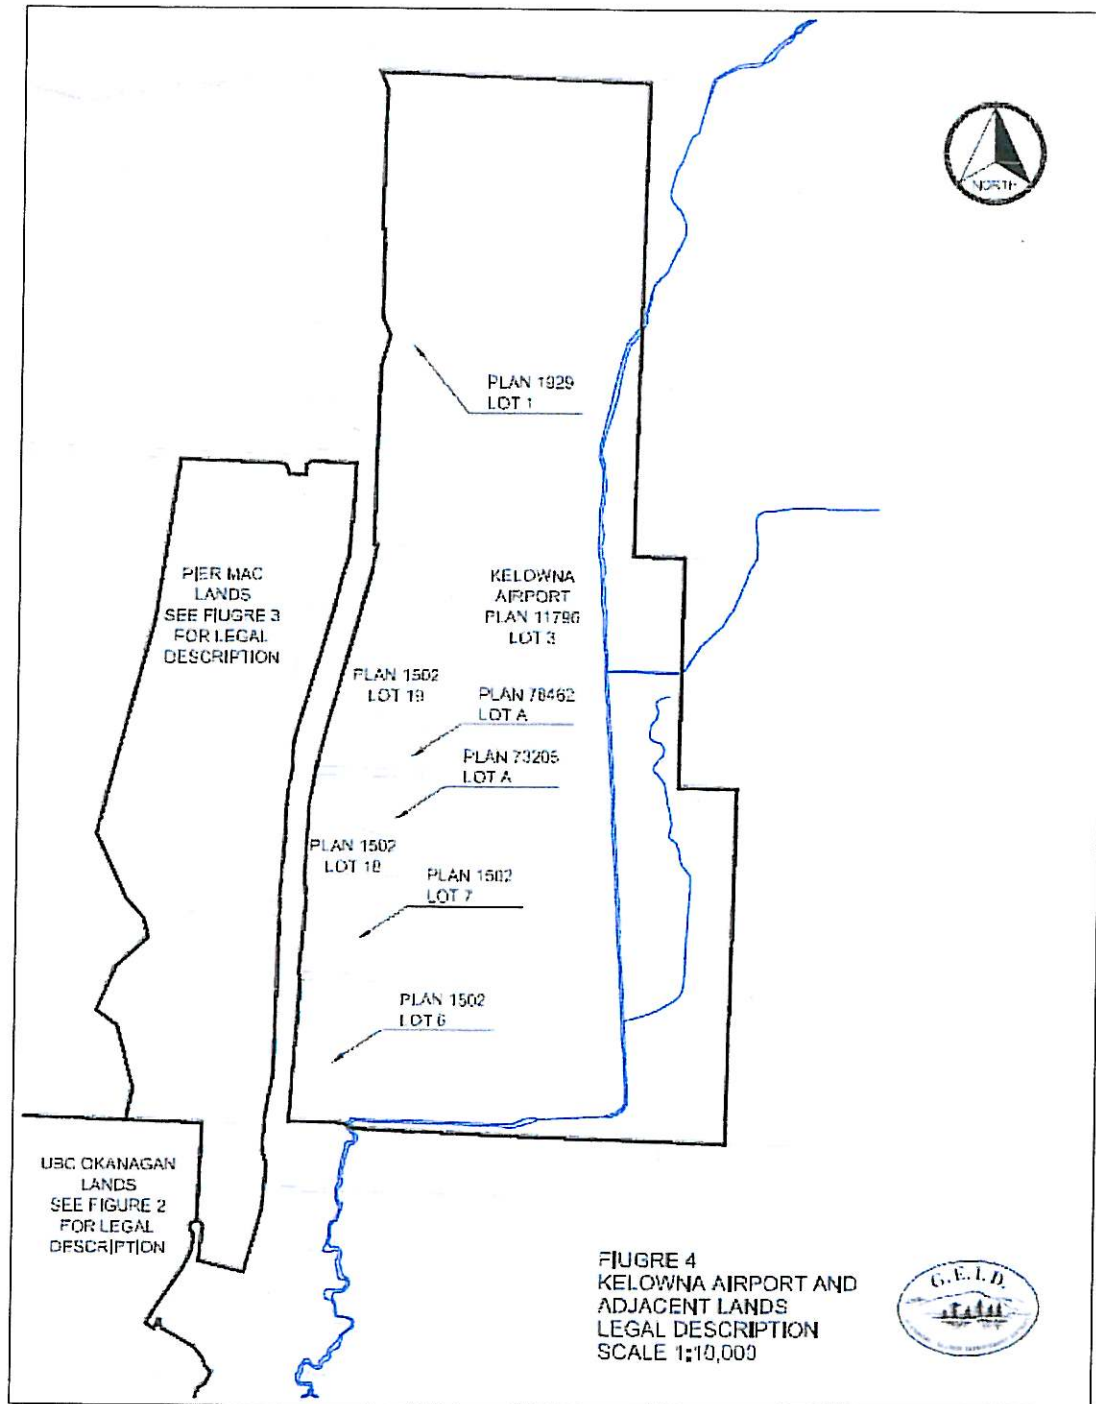 NORTH
PLAN 1929
LOT 1
PIER MAC
LANDS
SEE FIUGRE 3
FOR LEGAL
DESCRIPTION
KELOWNA
AIRPORT
PLAN 11796
LOT 3
PLAN 1502
LOT 19
PLAN 78462
LOT A
PLAN 73205
LOT A
PLAN 1502
LOT 18
PLAN 1502
LOT 7
PLAN 1502
LOT 6
UBC OKANAGAN
LANDS
SEE FIGURE 2
FOR LEGAL
DESCRIPTION
FIUGRE 4
KELOWNA AIRPORT AND
ADJACENT LANDS
LEGAL DESCRIPTION
SCALE 1:10,000
G.E.I.D.